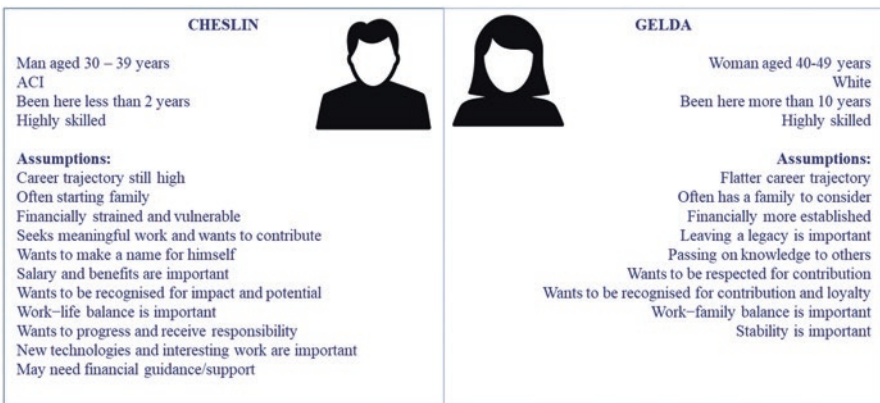 CHESLIN
Man aged 30 – 39 years
ACI
Been here less than 2 years
Highly skilled
Assumptions:
Career trajectory still high
Often starting family
Financially strained and vulnerable
Seeks meaningful work and wants to contribute
Wants to make a name for himself
Salary and benefits are important
Wants to be recognised for impact and potential
Work−life balance is important
Wants to progress and receive responsibility
New technologies and interesting work are important
May need financial guidance/support
GELDA
Woman aged 40-49 years
White
Been here more than 10 years
Highly skilled
Assumptions:
Flatter career trajectory
Often has a family to consider
Financially more established
Leaving a legacy is important
Passing on knowledge to others
Wants to be respected for contribution
Wants to be recognised for contribution and loyalty
Work−family balance is important
Stability is important